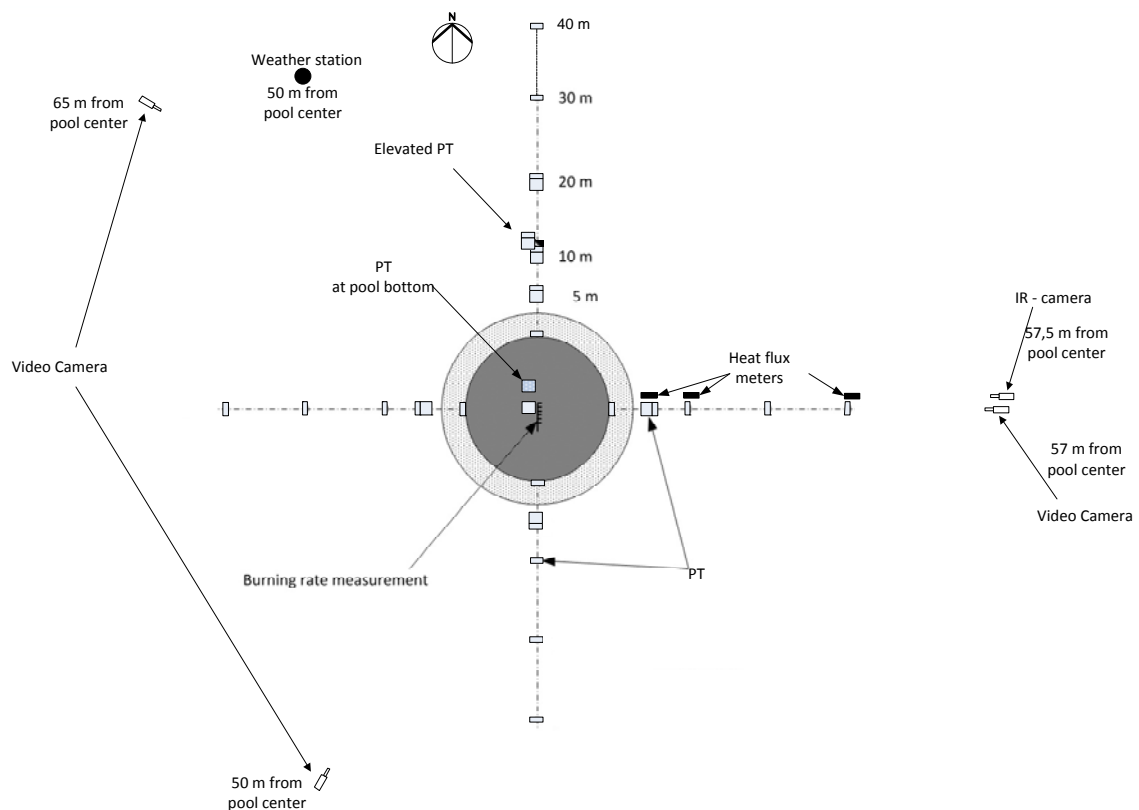 N
40 m
Weather station
50 m from
pool center
65 m from
pool center
30 m
Elevated PT
20 m
10 m
PT
at pool bottom
5 m
IR - camera
57,5 m from
pool center
Video Camera
Heat flux
meters
57 m from
pool center
Video Camera
Burning rate measurement
PT
50 m from
pool center